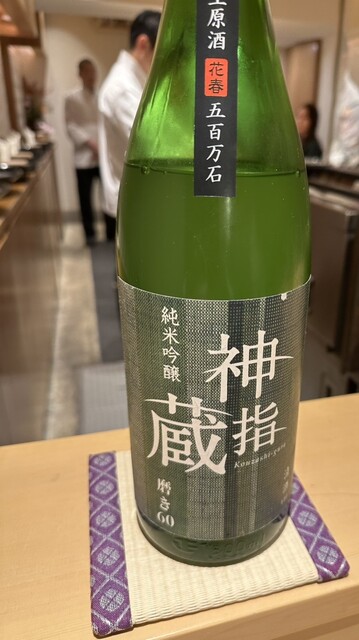 生原酒
花春
五百万石
純米吟醸
神指
蔵
Kouzashi-gura
磨き60